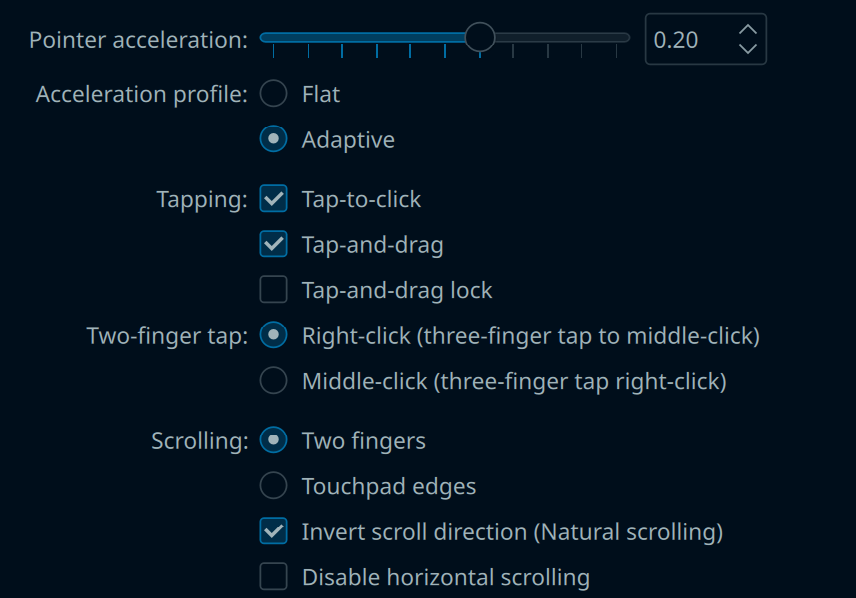 Pointer acceleration: 0.20
Acceleration profile: Flat
Adaptive
Tapping: Tap-to-click
Tap-and-drag
Tap-and-drag lock
Two-finger tap: Right-click (three-finger tap to middle-click)
Middle-click (three-finger tap right-click)
Scrolling: Two fingers
Touchpad edges
Invert scroll direction (Natural scrolling)
Disable horizontal scrolling